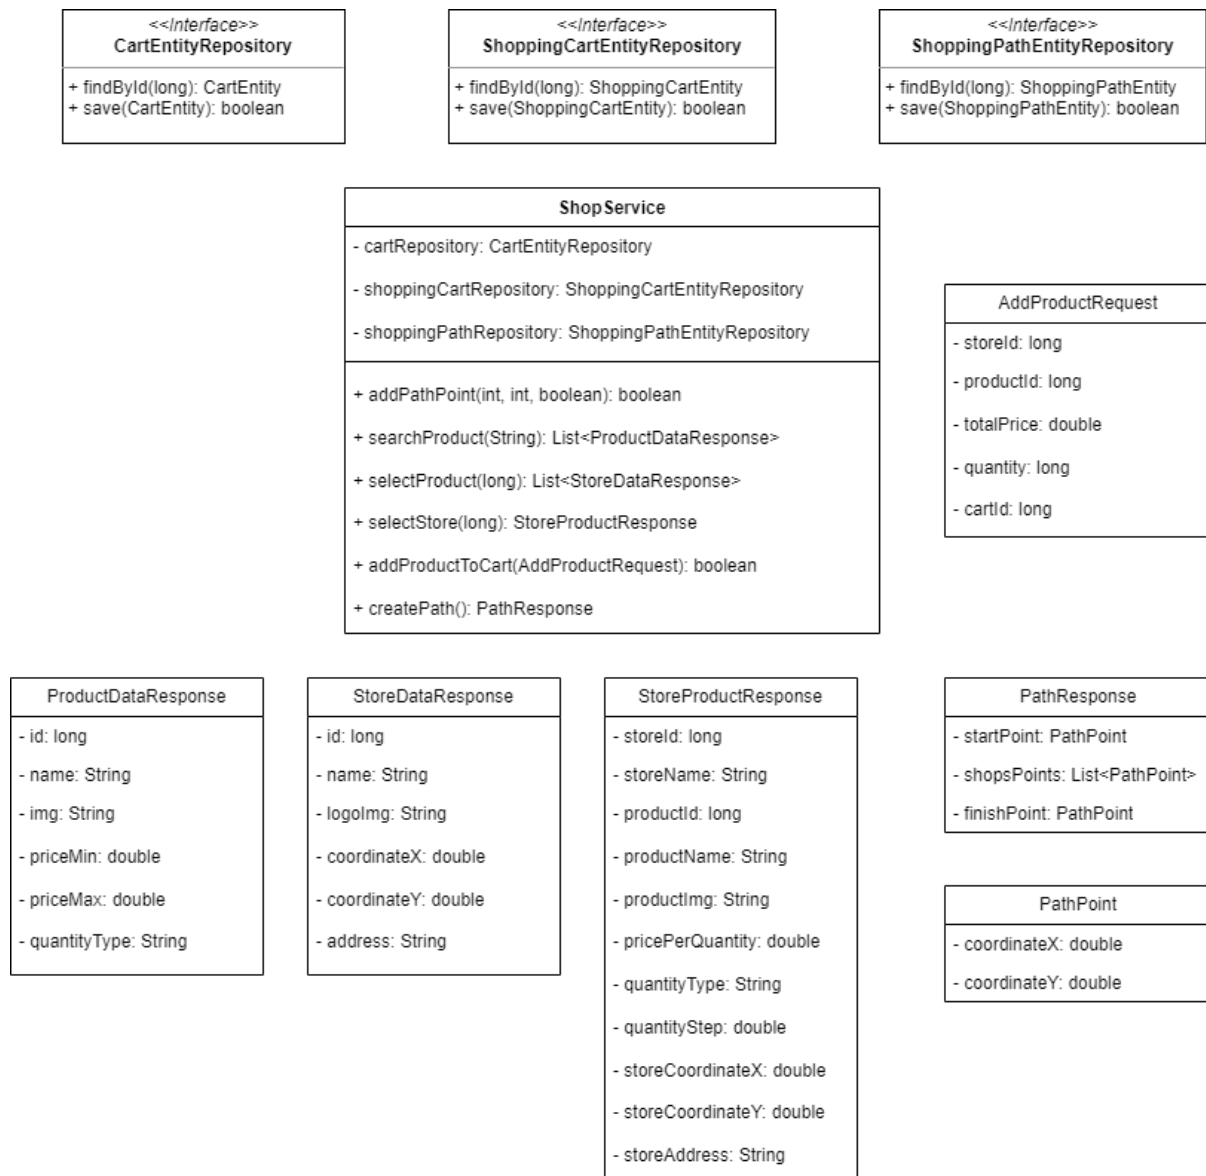 <<Interface>>
CartEntityRepository
+ findById(long): CartEntity
+ save(CartEntity): boolean
<<Interface>>
ShoppingCartEntityRepository
+ findById(long): ShoppingCartEntity
+ save(ShoppingCartEntity): boolean
<<Interface>>
ShoppingPathEntityRepository
+ findById(long): ShoppingPathEntity
+ save(ShoppingPathEntity): boolean
ShopService
- cartRepository: CartEntityRepository
- shoppingCartRepository: ShoppingCartEntityRepository
- shoppingPathRepository: ShoppingPathEntityRepository
+ addPathPoint(int, int, boolean): boolean
+ searchProduct(String): List<ProductDataResponse>
+ selectProduct(long): List<StoreDataResponse>
+ selectStore(long): StoreProductResponse
+ addProductToCart(AddProductRequest): boolean
+ createPath(): PathResponse
AddProductRequest
- storeId: long
- productId: long
- totalPrice: double
- quantity: long
- cartId: long
ProductDataResponse
- id: long
- name: String
- img: String
- priceMin: double
- priceMax: double
- quantityType: String
StoreDataResponse
- id: long
- name: String
- logoImg: String
- coordinateX: double
- coordinateY: double
- address: String
StoreProductResponse
- storeId: long
- storeName: String
- productId: long
- productName: String
- productImg: String
- pricePerQuantity: double
- quantityType: String
- quantityStep: double
- storeCoordinateX: double
- storeCoordinateY: double
- storeAddress: String
PathResponse
- startPoint: PathPoint
- shopsPoints: List<PathPoint>
- finishPoint: PathPoint
PathPoint
- coordinateX: double
- coordinateY: double